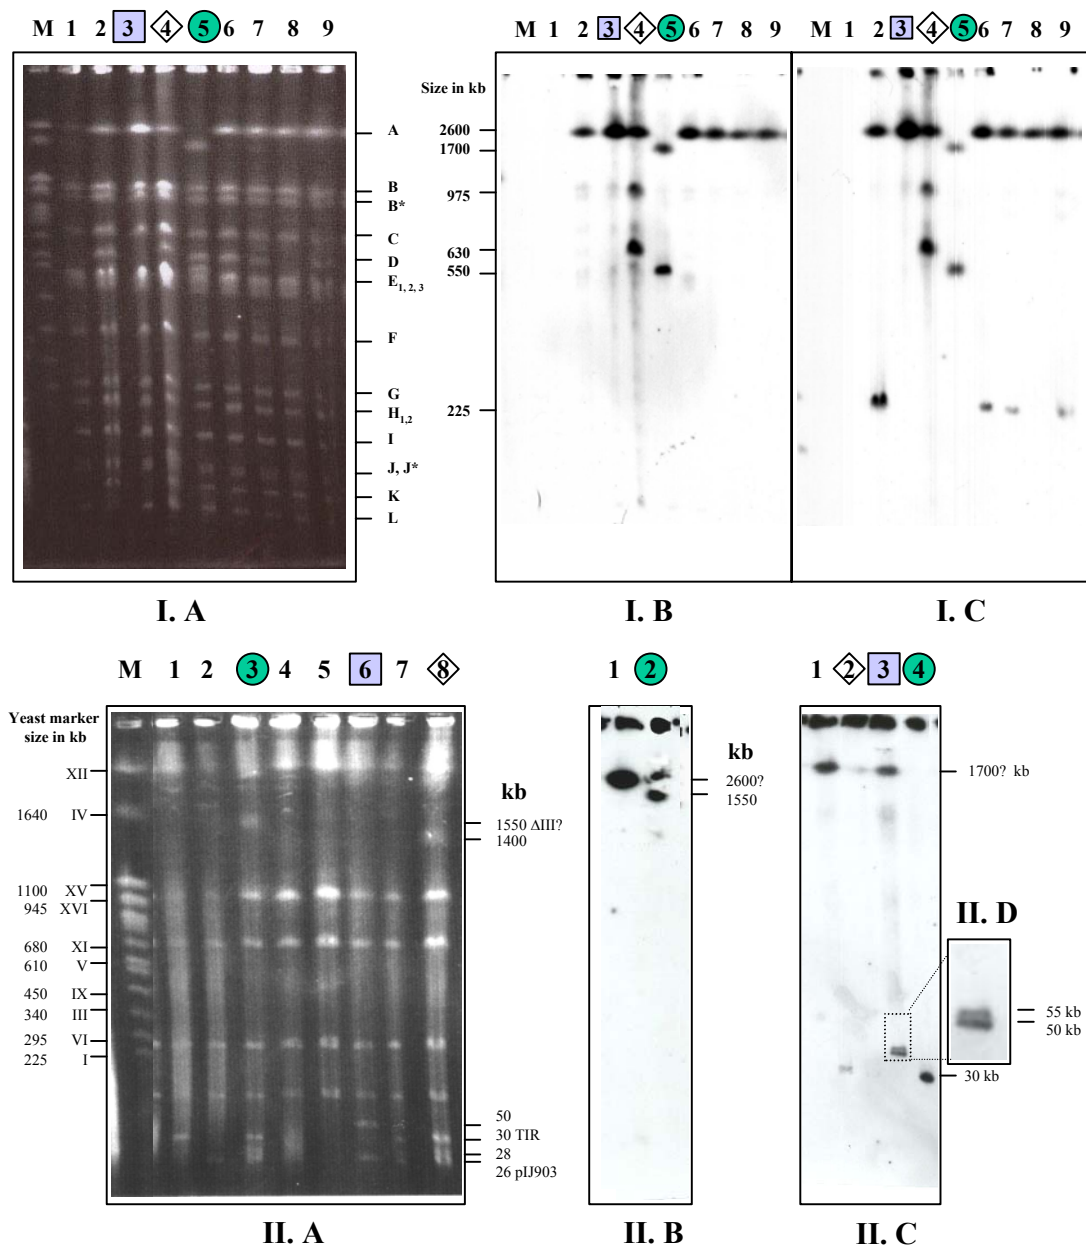 M 1 2 3 4 5 6 7 8 9
M 1 2 3 4 5 6 7 8 9
M 1 2 3 4 5 6 7 8 9
A
B
B*
C
D
E1, 2, 3
F
G
H1,2
I
J, J*
K
L
Size in kb
2600
1700
975
630
550
225
I. A
I. B
I. C
M 1 2 3 4 5 6 7 8
1 2
1 2 3 4
Yeast marker
size in kb
XII
1640 IV
1100 XV
945 XVI
680 XI
610 V
450 IX
340 III
295 VI
225 I
kb
1550 ΔIII?
1400
50
30 TIR
28
26 pIJ903
kb
2600?
1550
1700? kb
II. D
55 kb
50 kb
30 kb
II. A
II. B
II. C